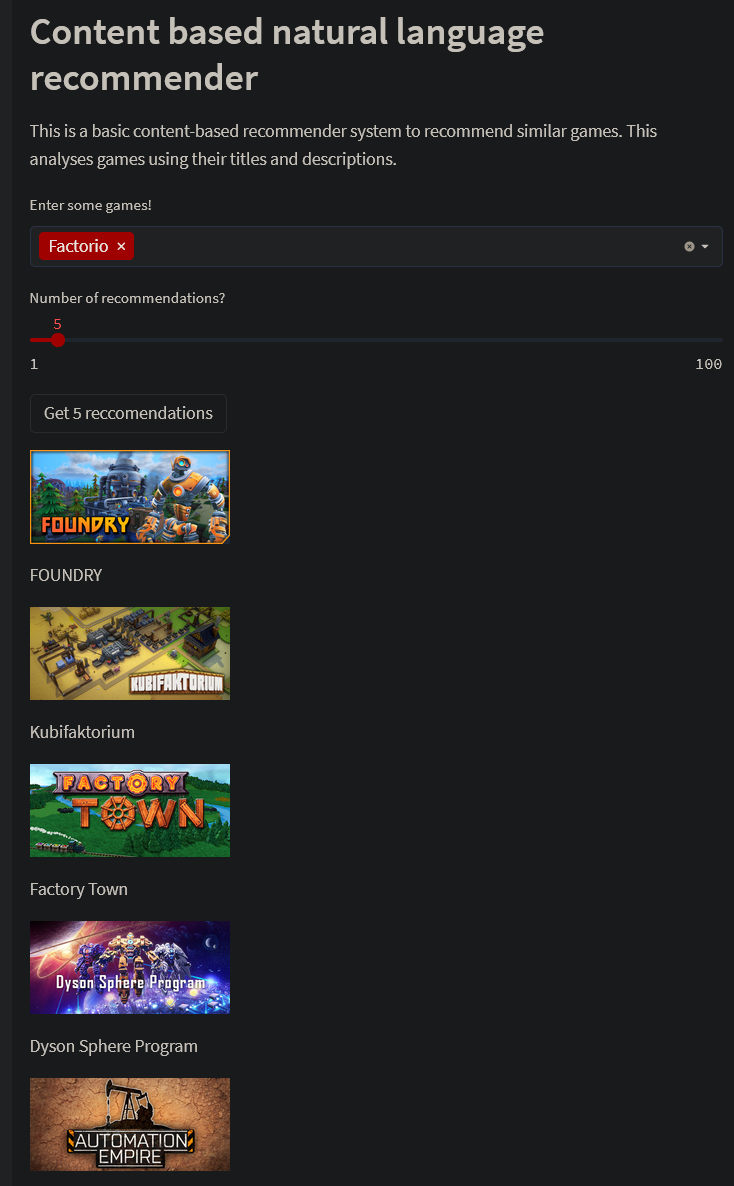 Content based natural language
recommender
This is a basic content-based recommender system to recommend similar games. This
analyses games using their titles and descriptions.
Enter some games!
Factorio ×
Number of recommendations?
5
1 100
Get 5 reccomendations
FOUNDRY
FOUNDRY
KUBIFAKTORIUM
Kubifaktorium
FACTORY
TOWN
Factory Town
Dyson Sphere Program
Dyson Sphere Program
AUTOMATION
EMPIRE